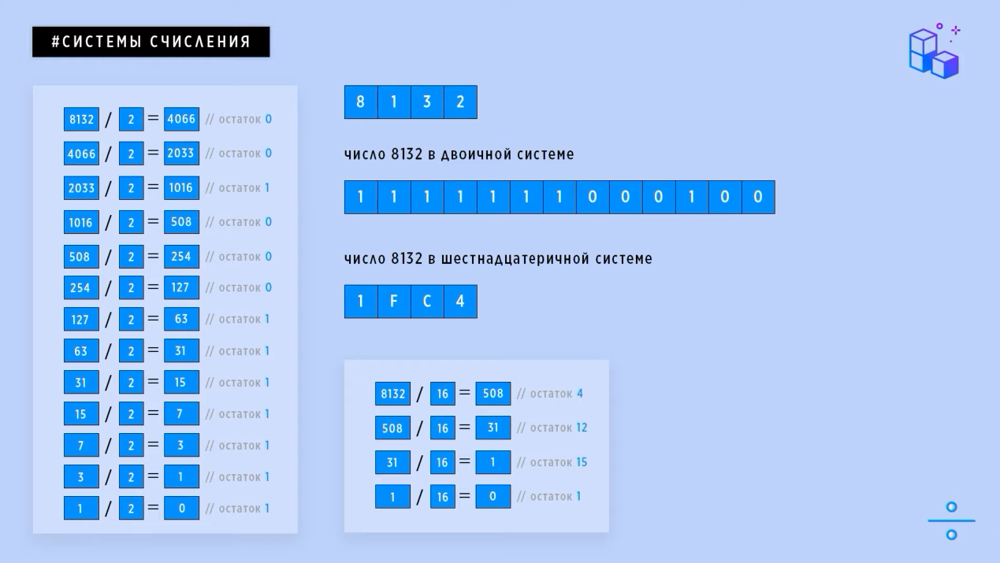 #СИСТЕМЫ СЧИСЛЕНИЯ
8132 / 2 = 4066 // остаток 0
4066 / 2 = 2033 // остаток 0
2033 / 2 = 1016 // остаток 1
1016 / 2 = 508 // остаток 0
508 / 2 = 254 // остаток 0
254 / 2 = 127 // остаток 0
127 / 2 = 63 // остаток 1
63 / 2 = 31 // остаток 1
31 / 2 = 15 // остаток 1
15 / 2 = 7 // остаток 1
7 / 2 = 3 // остаток 1
3 / 2 = 1 // остаток 1
1 / 2 = 0 // остаток 1
8 1 3 2
число 8132 в двоичной системе
1 1 1 1 1 1 1 0 0 0 1 0 0
число 8132 в шестнадцатеричной системе
1 F C 4
8132 / 16 = 508 // остаток 4
508 / 16 = 31 // остаток 12
31 / 16 = 1 // остаток 15
1 / 16 = 0 // остаток 1